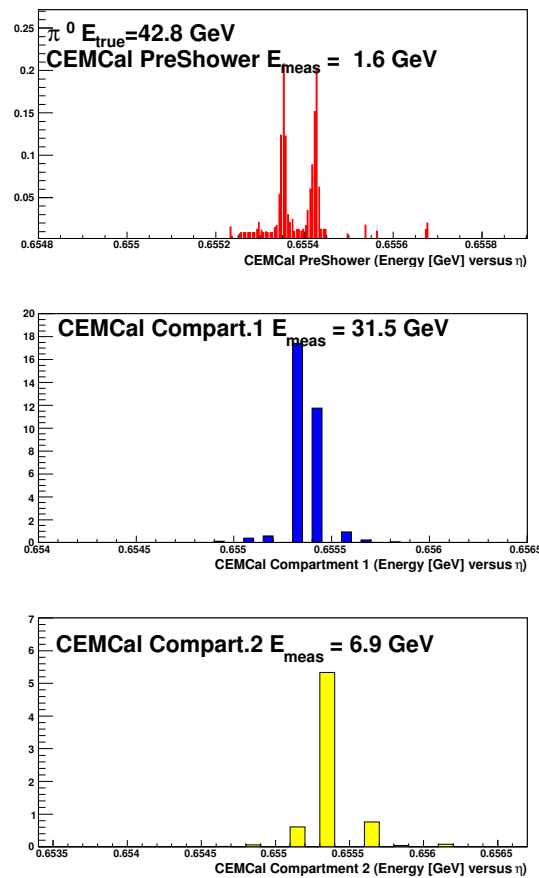 π⁰ E_true=42.8 GeV
CEMCal PreShower E_meas = 1.6 GeV
0.25
0.2
0.15
0.1
0.05
0.6548 0.655 0.6552 0.6554 0.6556 0.6558
CEMCal PreShower (Energy [GeV] versus η)
CEMCal Compart.1 E_meas = 31.5 GeV
20
18
16
14
12
10
8
6
4
2
0
0.654 0.6545 0.655 0.6555 0.656 0.6565
CEMCal Compartment 1 (Energy [GeV] versus η)
CEMCal Compart.2 E_meas = 6.9 GeV
7
6
5
4
3
2
1
0
0.6535 0.654 0.6545 0.655 0.6555 0.656 0.6565
CEMCal Compartment 2 (Energy [GeV] versus η)